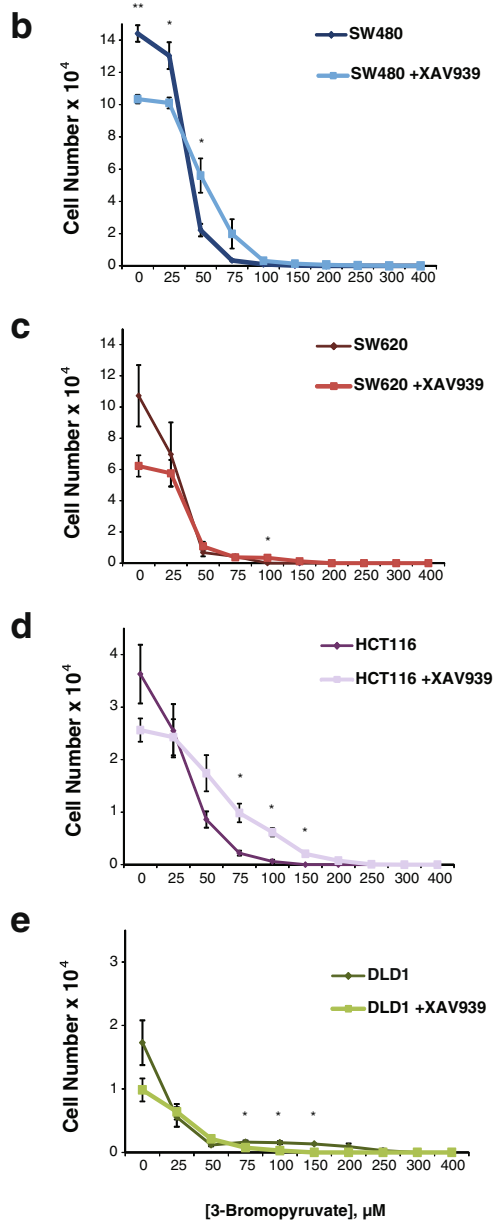 b
** *
SW480
SW480 +XAV939
*
Cell Number x 10⁴
14
12
10
8
6
4
2
0
0 25 50 75 100 150 200 250 300 400
c
SW620
SW620 +XAV939
*
Cell Number x 10⁴
14
12
10
8
6
4
2
0
0 25 50 75 100 150 200 250 300 400
d
HCT116
HCT116 +XAV939
* * *
Cell Number x 10⁴
4
3
2
1
0
0 25 50 75 100 150 200 250 300 400
e
DLD1
DLD1 +XAV939
* * *
Cell Number x 10⁴
3
2
1
0
0 25 50 75 100 150 200 250 300 400
[3-Bromopyruvate], µM